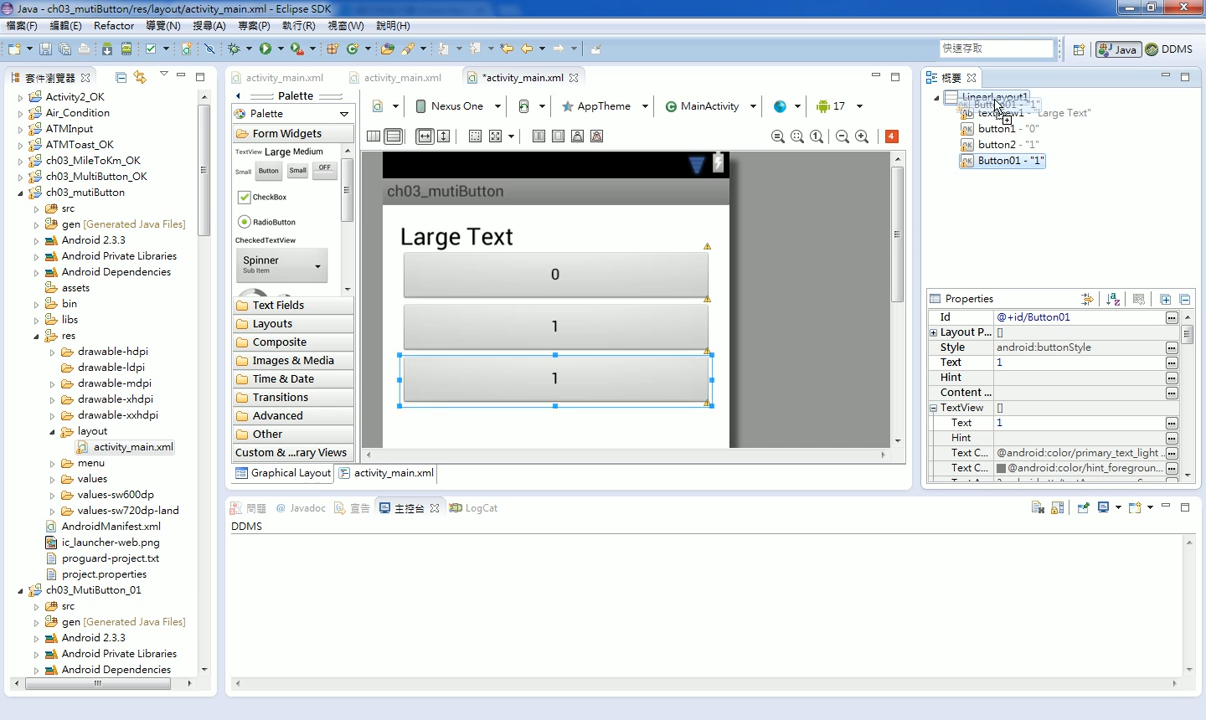 Java - ch03_mutiButton/res/layout/activity_main.xml - Eclipse SDK
檔案(F) 編輯(E) Refactor 導覽(N) 搜尋(A) 專案(P) 執行(R) 視窗(W) 說明(H)
快速存取
Java
DDMS
套件瀏覽器
Activity2_OK
Air_Condition
ATMInput
ATMToast_OK
ch03_MileToKm_OK
ch03_MultiButton_OK
ch03_mutiButton
src
gen [Generated Java Files]
Android 2.3.3
Android Private Libraries
Android Dependencies
assets
bin
libs
res
drawable-hdpi
drawable-ldpi
drawable-mdpi
drawable-xhdpi
drawable-xxhdpi
layout
activity_main.xml
menu
values
values-sw600dp
values-sw720dp-land
AndroidManifest.xml
ic_launcher-web.png
proguard-project.txt
project.properties
ch03_MutiButton_01
src
gen [Generated Java Files]
Android 2.3.3
Android Private Libraries
Android Dependencies
activity_main.xml
activity_main.xml
*activity_main.xml
Palette
Palette
Form Widgets
TextView Large Medium
Small Button Small OFF
CheckBox
RadioButton
CheckedTextView
Spinner
Sub Item
Text Fields
Layouts
Composite
Images & Media
Time & Date
Transitions
Advanced
Other
Custom & ...rary Views
Nexus One
AppTheme
MainActivity
17
4
ch03_mutiButton
Large Text
0
1
1
Graphical Layout
activity_main.xml
概要
LinearLayout1
Button01 - "1"
textView1 - "Large Text"
button1 - "0"
button2 - "1"
Button01 - "1"
Properties
Id @+id/Button01
Layout P... []
Style android:buttonStyle
Text 1
Hint
Content ...
TextView []
Text 1
Hint
Text C... @android:color/primary_text_light ...
Text C... @android:color/hint_foregroun...
問題
Javadoc
宣告
主控台
LogCat
DDMS